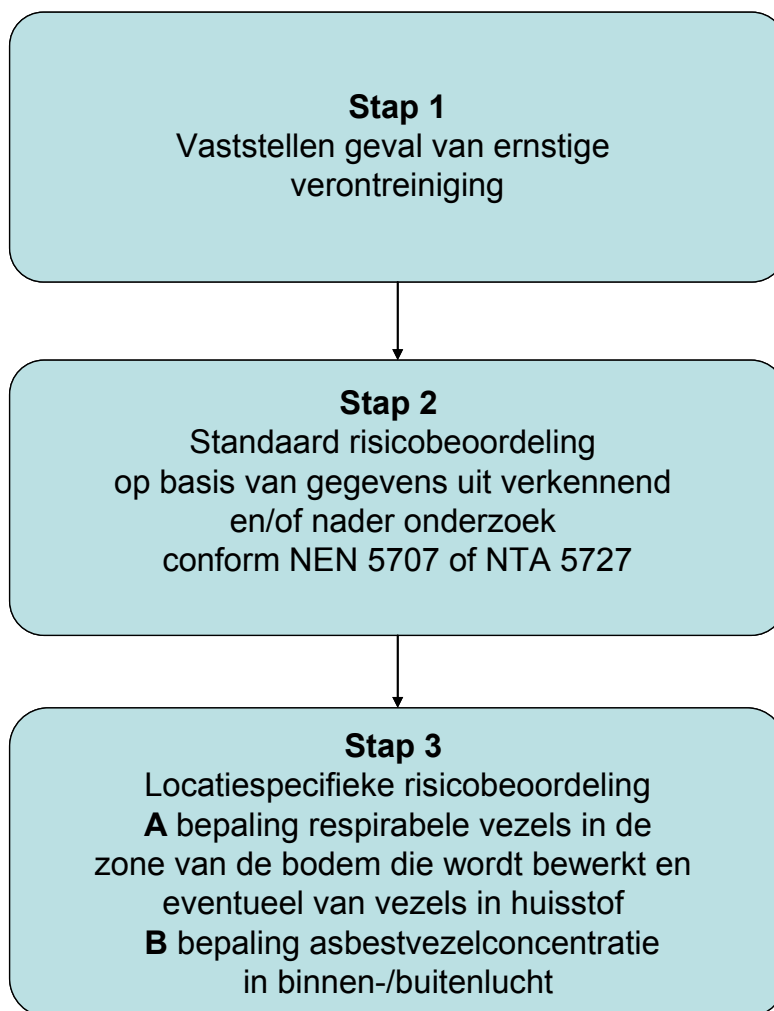 Stap 1
Vaststellen geval van ernstige
verontreiniging
Stap 2
Standaard risicobeoordeling
op basis van gegevens uit verkennend
en/of nader onderzoek
conform NEN 5707 of NTA 5727
Stap 3
Locatiespecifieke risicobeoordeling
A bepaling respirabele vezels in de
zone van de bodem die wordt bewerkt en
eventueel van vezels in huisstof
B bepaling asbestvezelconcentratie
in binnen-/buitenlucht